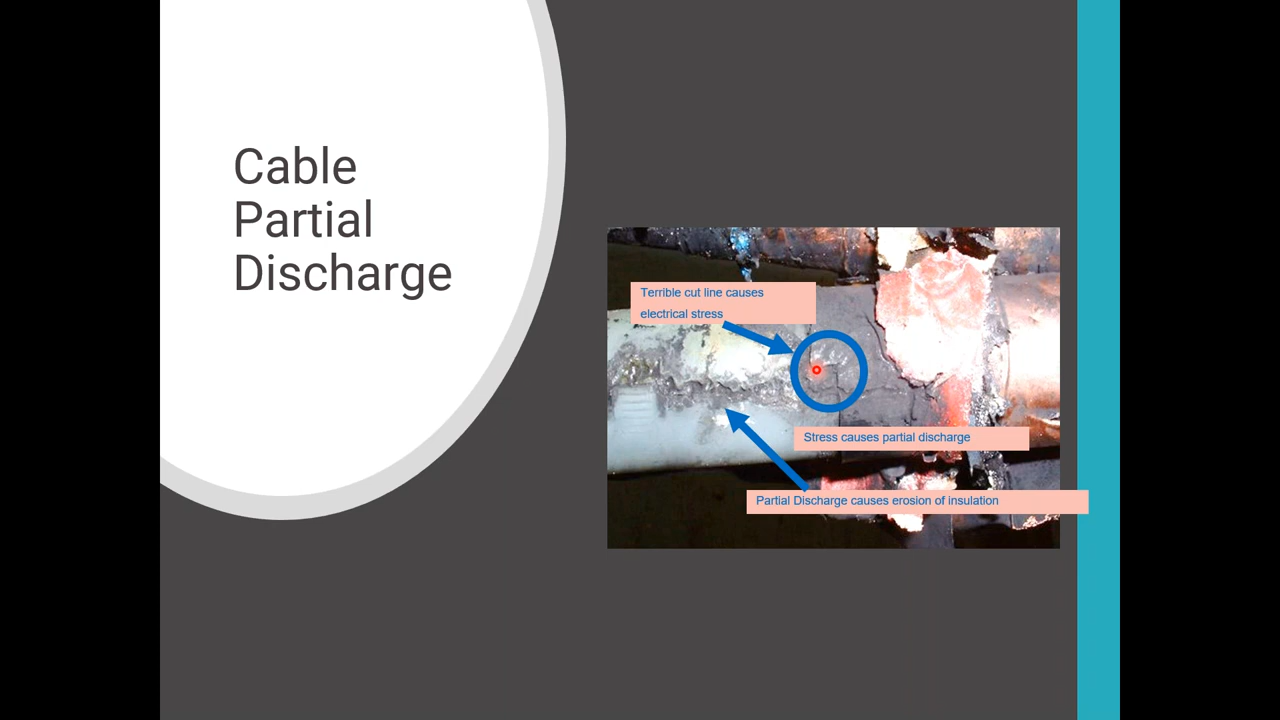 Cable
Partial
Discharge
Terrible cut line causes
electrical stress
Stress causes partial discharge
Partial Discharge causes erosion of insulation